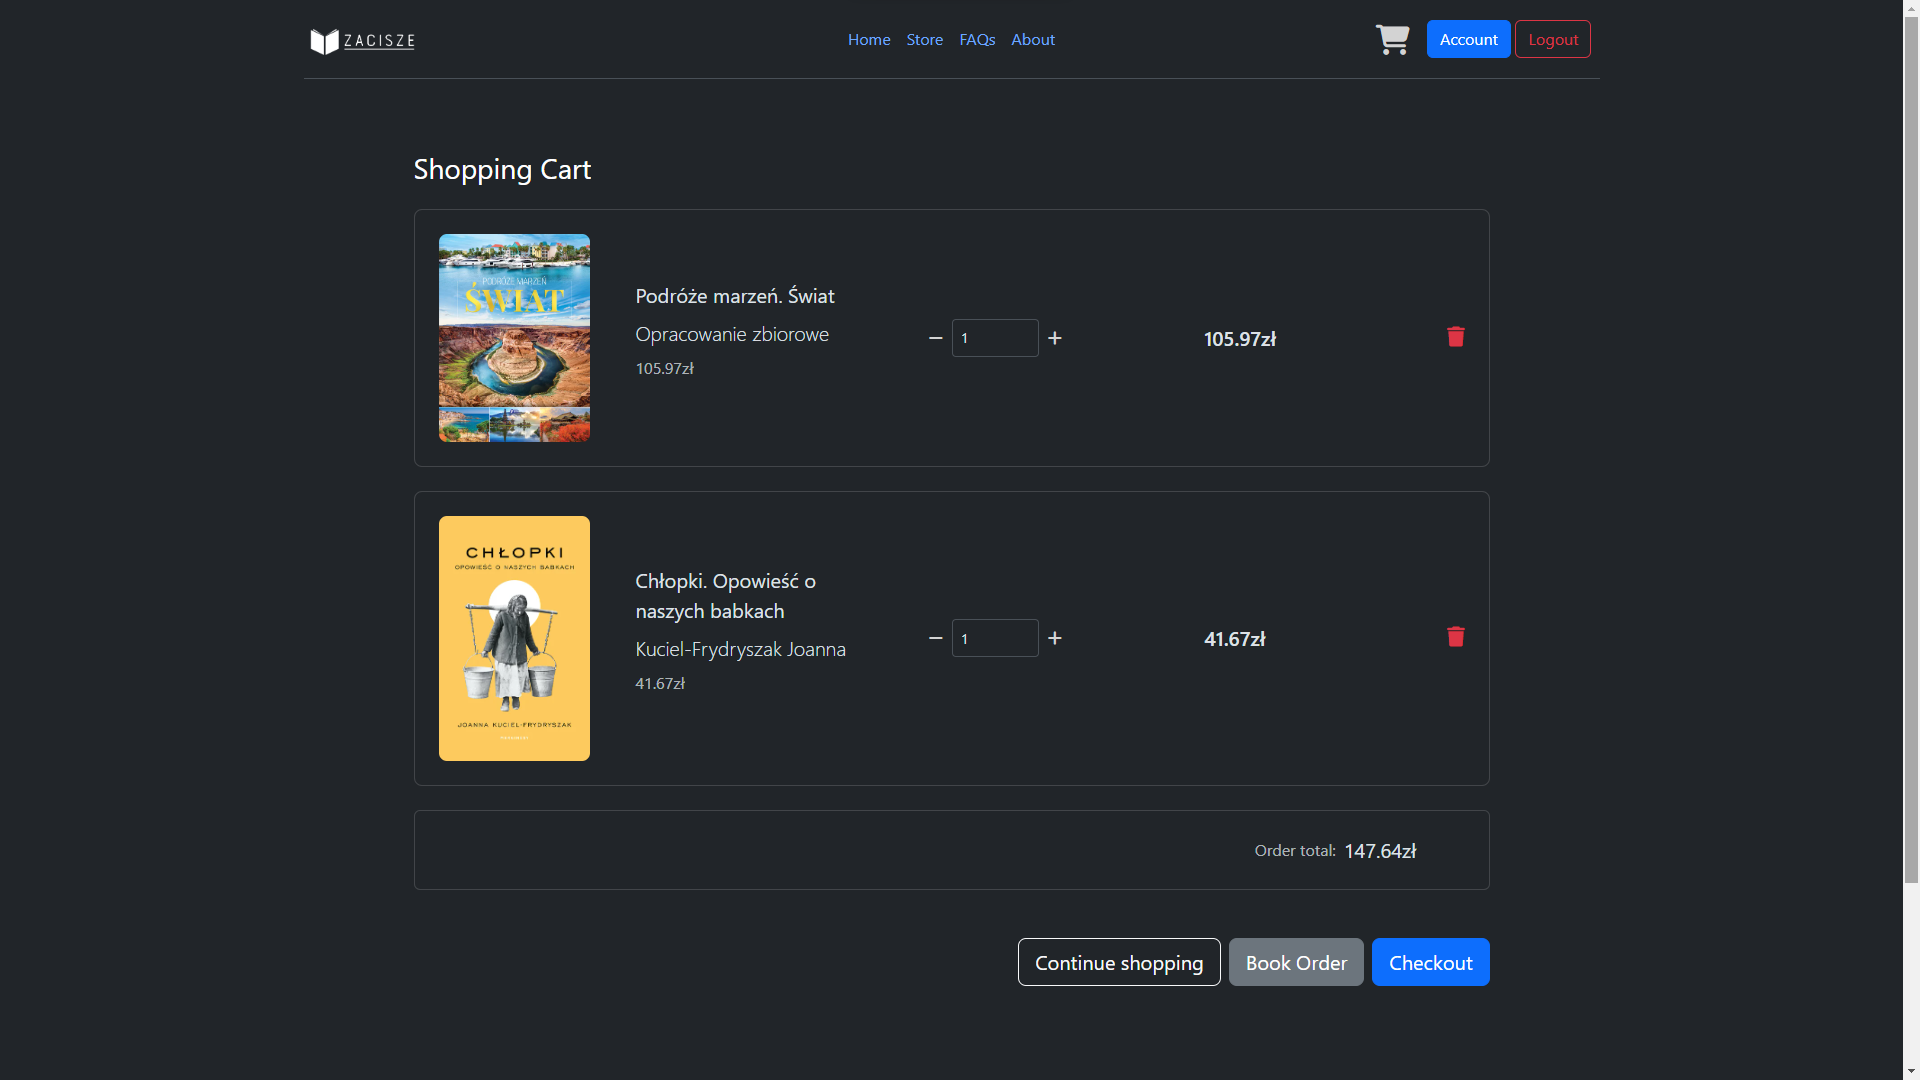 ZACISZE
Home
Store
FAQs
About
Account
Logout
Shopping Cart
PODRÓŻE MARZEŃ
ŚWIAT
Podróże marzeń. Świat
Opracowanie zbiorowe
105.97zł
1
105.97zł
CHŁOPKI
OPOWIEŚĆ O NASZYCH BABKACH
JOANNA KUCIEL-FRYDRYSZAK
Chłopki. Opowieść o
naszych babkach
Kuciel-Frydryszak Joanna
41.67zł
1
41.67zł
Order total: 147.64zł
Continue shopping
Book Order
Checkout